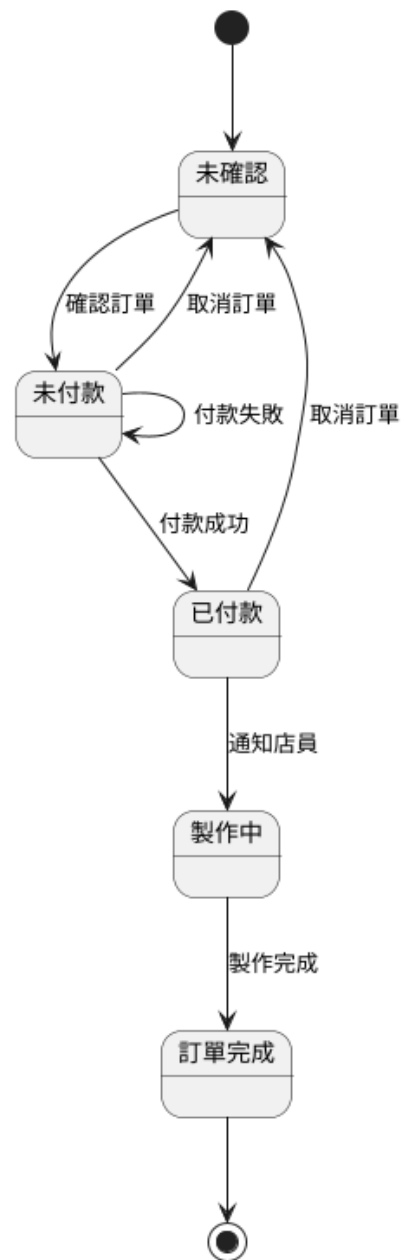 未確認
確認訂單
取消訂單
未付款
付款失敗
取消訂單
付款成功
已付款
通知店員
製作中
製作完成
訂單完成